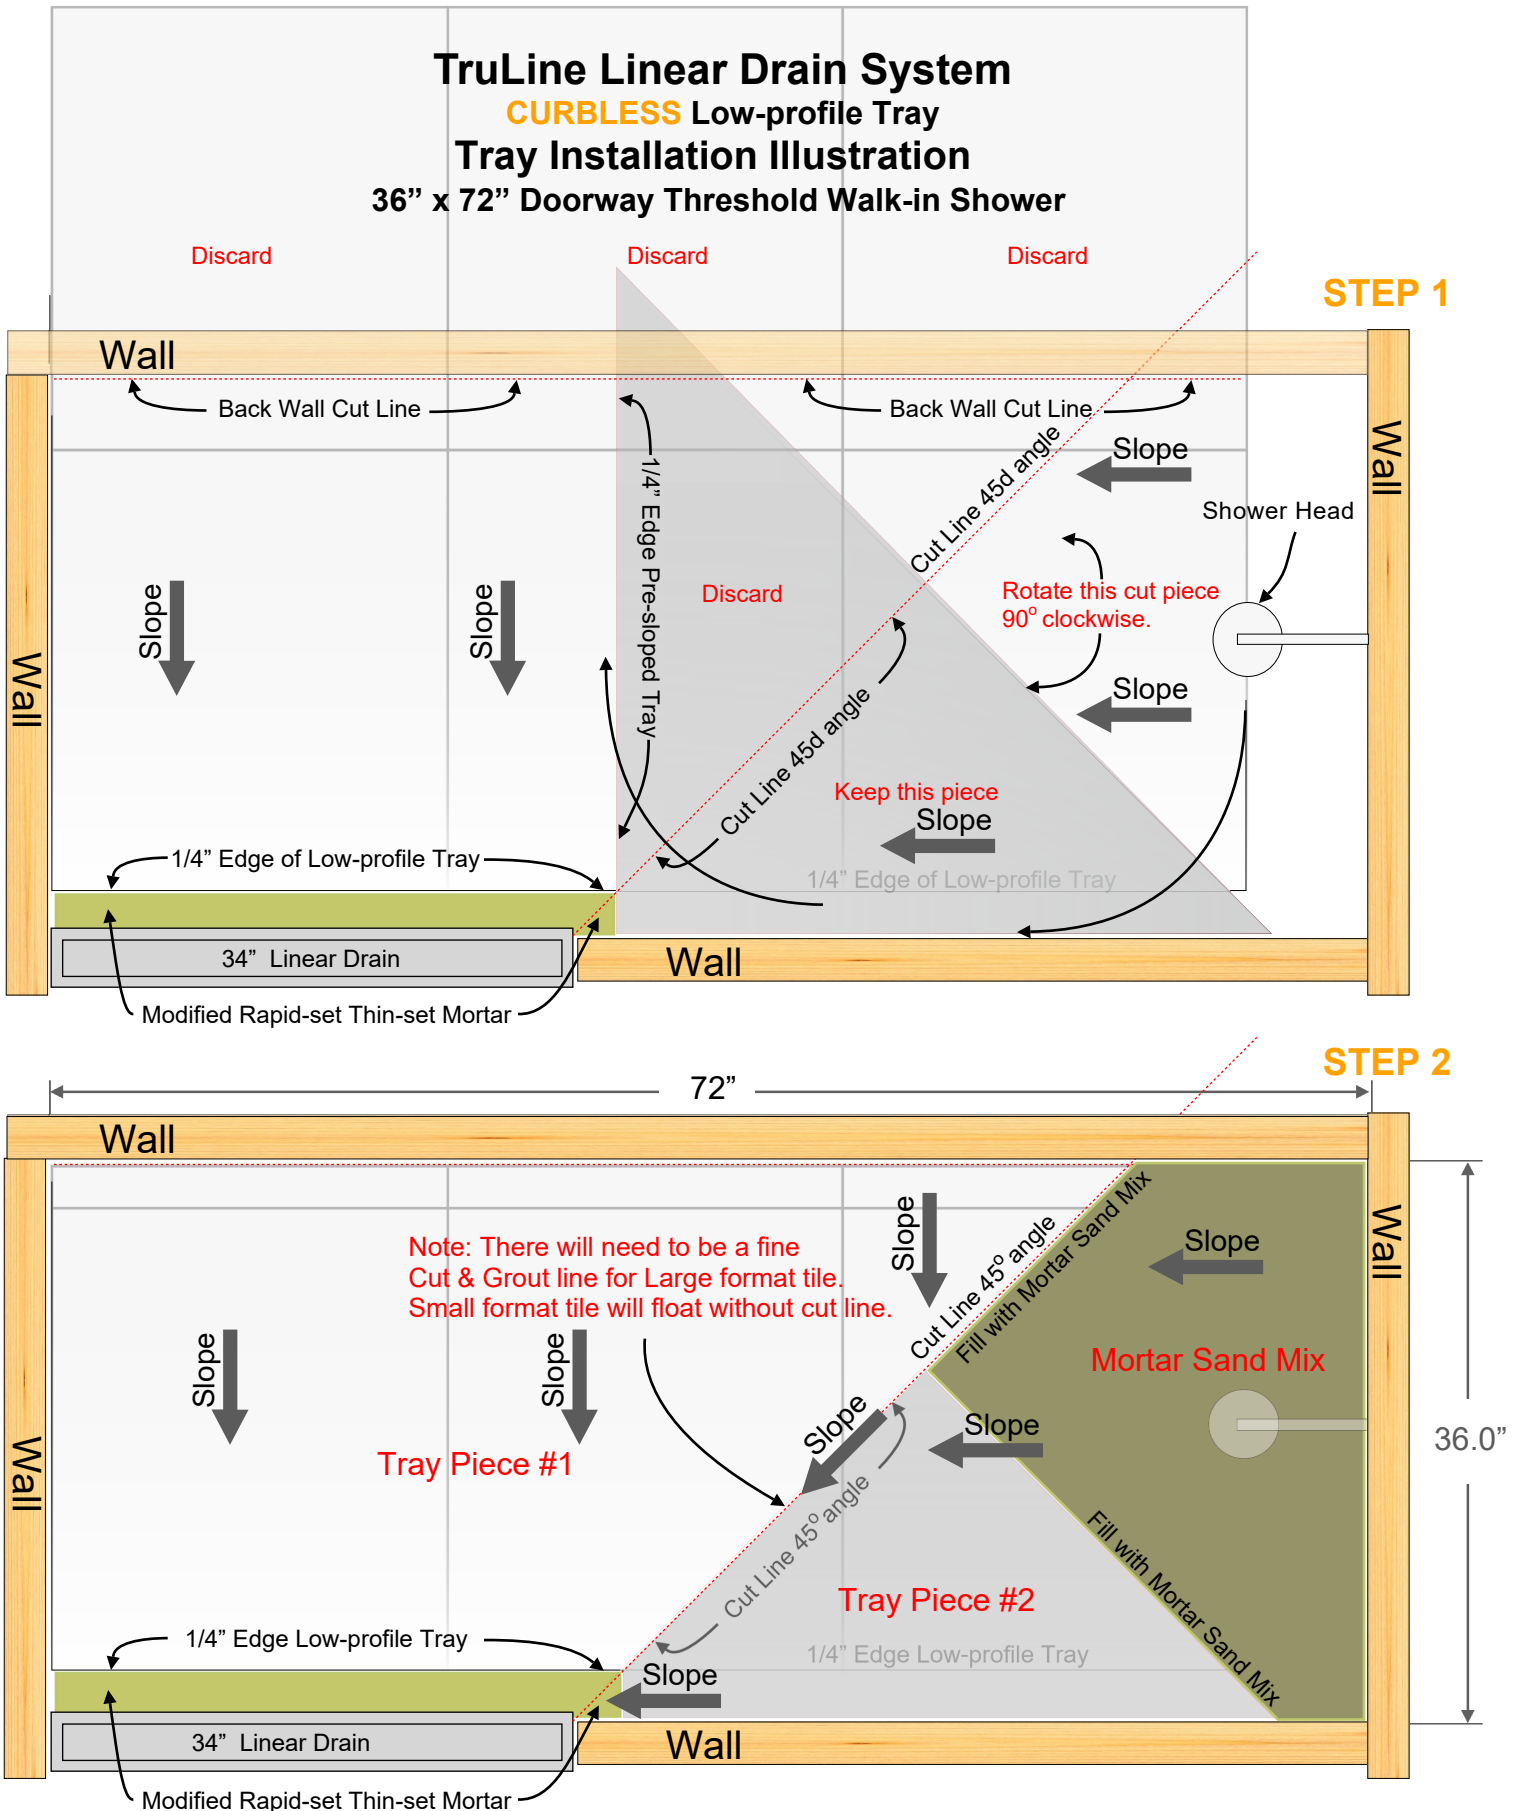 TruLine Linear Drain System
CURBLESS Low-profile Tray
Tray Installation Illustration
36” x 72” Doorway Threshold Walk-in Shower
Discard
Discard
Discard
STEP 1
Wall
Back Wall Cut Line
Back Wall Cut Line
Wall
Slope
Cut Line 45d angle
1/4” Edge Pre-sloped Tray
Shower Head
Slope
Slope
Discard
Rotate this cut piece
90° clockwise.
Wall
Slope
Cut Line 45d angle
Keep this piece
Slope
1/4” Edge of Low-profile Tray
1/4” Edge of Low-profile Tray
34” Linear Drain
Wall
Modified Rapid-set Thin-set Mortar
STEP 2
72”
Wall
Slope
Cut Line 45° angle
Fill with Mortar Sand Mix
Slope
Wall
Note: There will need to be a fine
Cut & Grout line for Large format tile.
Small format tile will float without cut line.
Slope
Slope
Mortar Sand Mix
Slope
Slope
36.0”
Wall
Tray Piece #1
Cut Line 45° angle
Fill with Mortar Sand Mix
Tray Piece #2
1/4” Edge Low-profile Tray
1/4” Edge Low-profile Tray
Slope
34” Linear Drain
Wall
Modified Rapid-set Thin-set Mortar